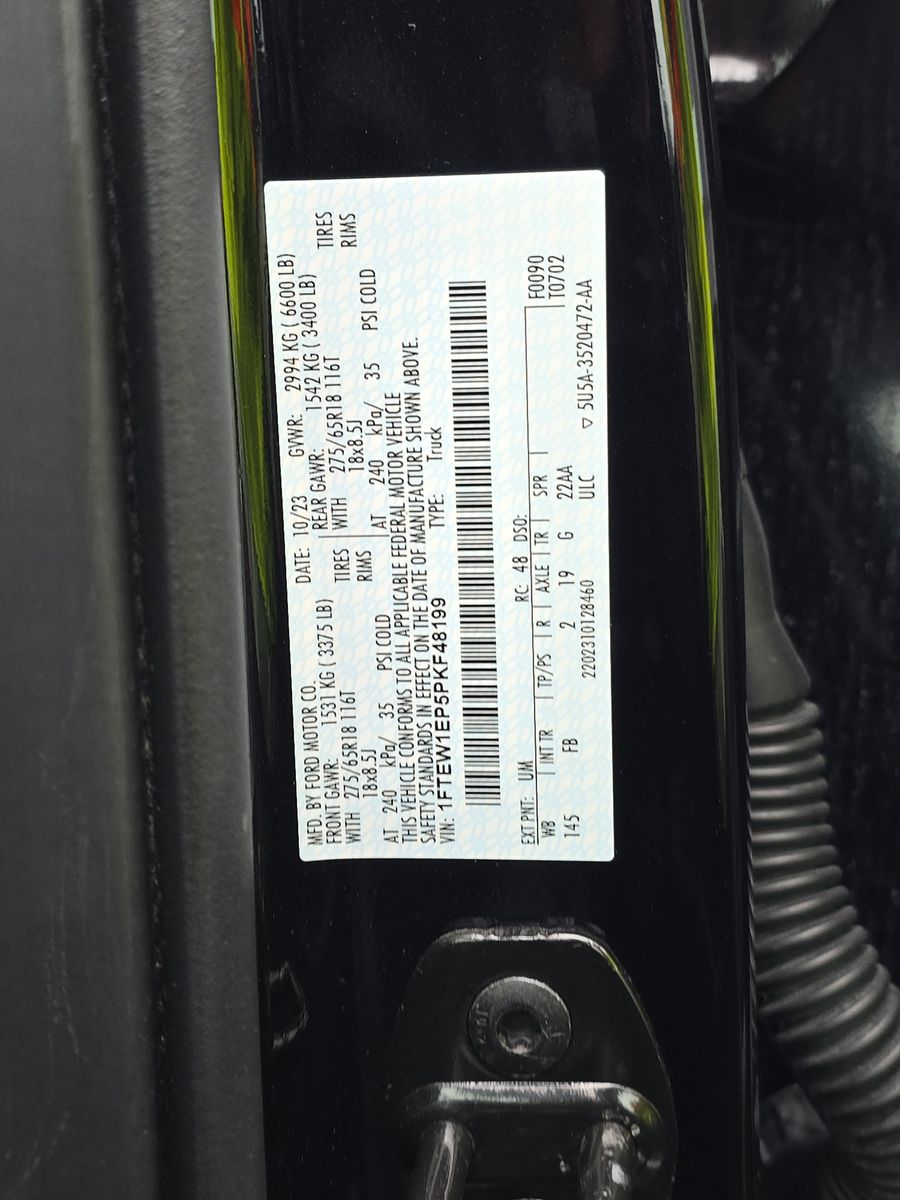 MFD. BY FORD MOTOR CO.
DATE: 10/23 GVWR: 2994 KG ( 6600 LB)
FRONT GAWR: 1531 KG ( 3375 LB) REAR GAWR: 1542 KG ( 3400 LB)
WITH 275/65R18 116T TIRES WITH 275/65R18 116T TIRES
18x8.5J RIMS 18x8.5J RIMS
AT 240 kPa/ 35 PSI COLD AT 240 kPa/ 35 PSI COLD
THIS VEHICLE CONFORMS TO ALL APPLICABLE FEDERAL MOTOR VEHICLE
SAFETY STANDARDS IN EFFECT ON THE DATE OF MANUFACTURE SHOWN ABOVE.
VIN: 1FTEW1EP5PKF48199 TYPE: Truck
EXT PNT: UM RC: 48 DSO: F0090
WB INT TR TP/PS R AXLE TR SPR T0702
145 FB 2 19 G 22AA
2202310128460 ULC
▽ 5U5A-3520472-AA